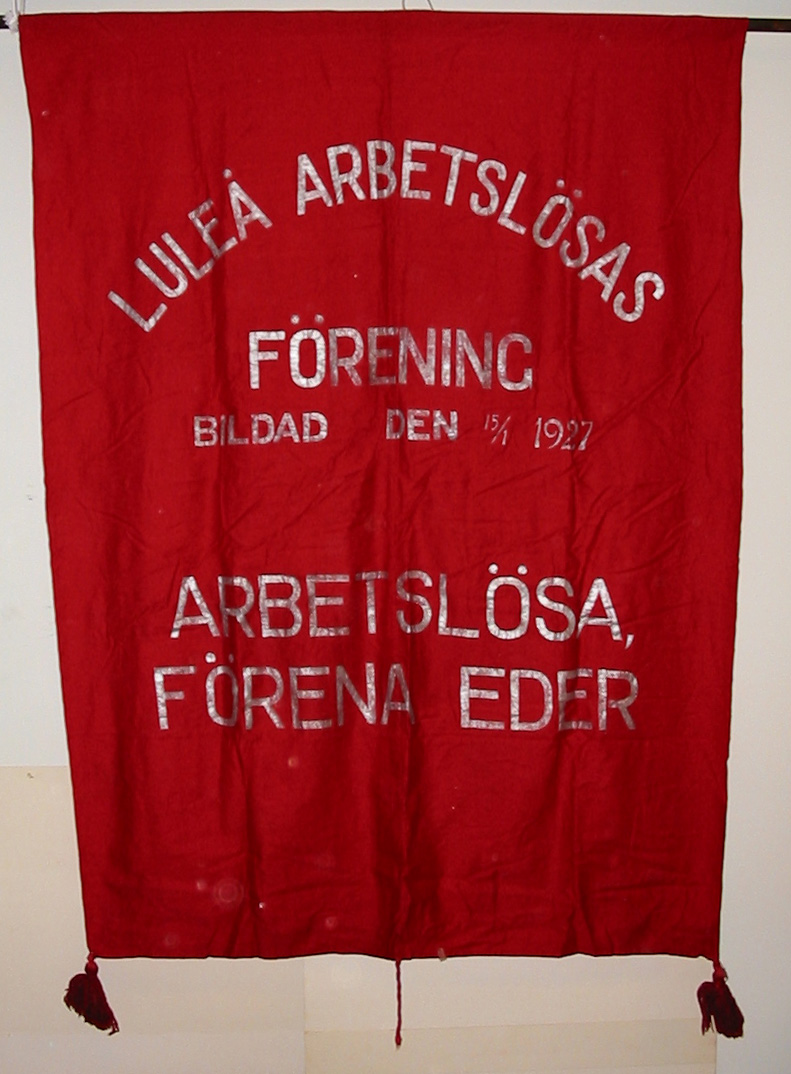 LULEÅ ARBETSLÖSAS
FÖRENING
BILDAD DEN 15/1 1927
ARBETSLÖSA,
FÖRENA EDER